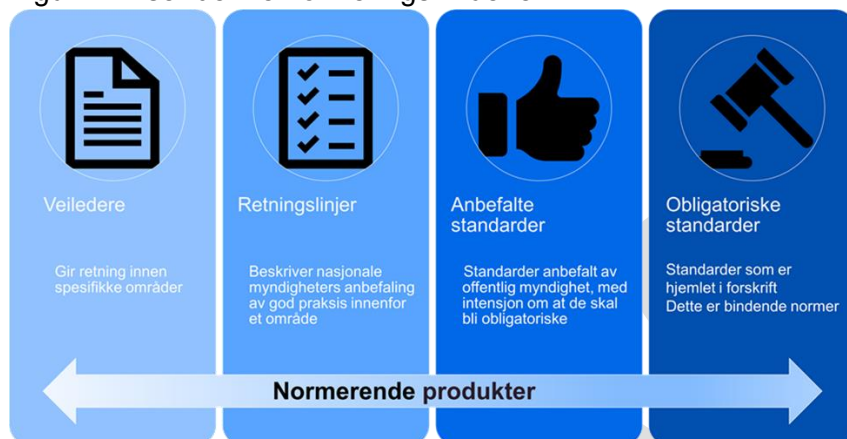 Veiledere
Gir retning innen
spesifikke områder
Retningslinjer
Beskriver nasjonale
myndigheters anbefaling
av god praksis innenfor
et område
Anbefalte
standarder
Standarder anbefalt av
offentlig myndighet, med
intensjon om at de skal
bli obligatoriske
Obligatoriske
standarder
Standarder som er
hjemlet i forskrift
Dette er bindende normer
Normerende produkter